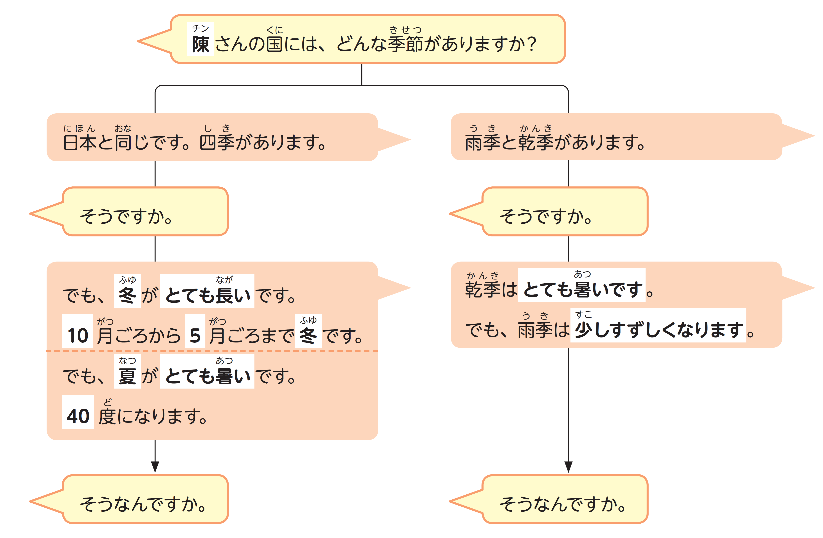 陳さんの国には、どんな季節がありますか？
日本と同じです。四季があります。
そうですか。
でも、冬がとても長いです。
10月ごろから5月ごろまで冬です。
でも、夏がとても暑いです。
40度になります。
そうなんですか。
雨季と乾季があります。
そうですか。
乾季はとても暑いです。
でも、雨季は少しすずしくなります。
そうなんですか。